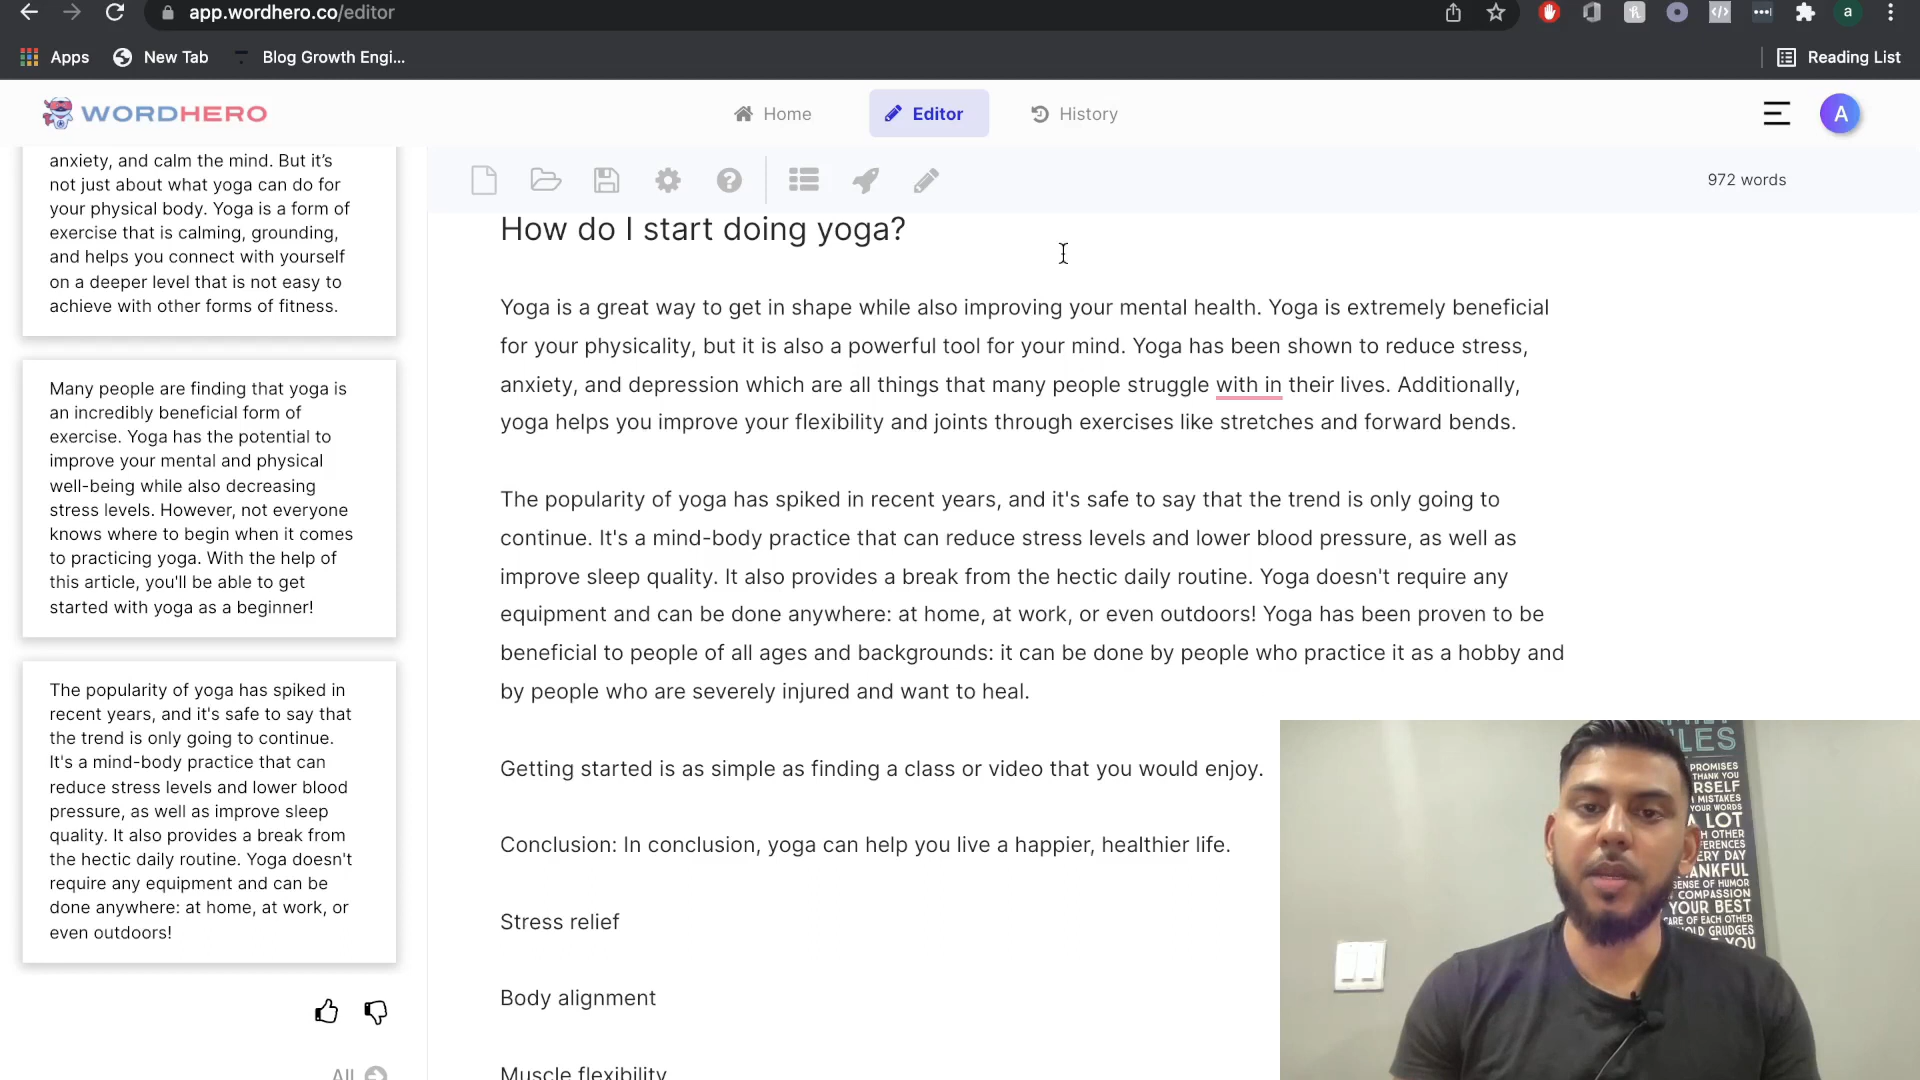 app.wordhero.co/editor
a
Apps
New Tab
Blog Growth Engi...
Reading List
WORDHERO
Home
Editor
History
A
anxiety, and calm the mind. But it's
not just about what yoga can do for
your physical body. Yoga is a form of
exercise that is calming, grounding,
and helps you connect with yourself
on a deeper level that is not easy to
achieve with other forms of fitness.
Many people are finding that yoga is
an incredibly beneficial form of
exercise. Yoga has the potential to
improve your mental and physical
well-being while also decreasing
stress levels. However, not everyone
knows where to begin when it comes
to practicing yoga. With the help of
this article, you'll be able to get
started with yoga as a beginner!
The popularity of yoga has spiked in
recent years, and it's safe to say that
the trend is only going to continue.
It's a mind-body practice that can
reduce stress levels and lower blood
pressure, as well as improve sleep
quality. It also provides a break from
the hectic daily routine. Yoga doesn't
require any equipment and can be
done anywhere: at home, at work, or
even outdoors!
All
972 words
How do I start doing yoga?
Yoga is a great way to get in shape while also improving your mental health. Yoga is extremely beneficial
for your physicality, but it is also a powerful tool for your mind. Yoga has been shown to reduce stress,
anxiety, and depression which are all things that many people struggle with in their lives. Additionally,
yoga helps you improve your flexibility and joints through exercises like stretches and forward bends.
The popularity of yoga has spiked in recent years, and it's safe to say that the trend is only going to
continue. It's a mind-body practice that can reduce stress levels and lower blood pressure, as well as
improve sleep quality. It also provides a break from the hectic daily routine. Yoga doesn't require any
equipment and can be done anywhere: at home, at work, or even outdoors! Yoga has been proven to be
beneficial to people of all ages and backgrounds: it can be done by people who practice it as a hobby and
by people who are severely injured and want to heal.
Getting started is as simple as finding a class or video that you would enjoy.
Conclusion: In conclusion, yoga can help you live a happier, healthier life.
Stress relief
Body alignment
Muscle flexibility
PROMISES
THANK YOU
MISTAKES
YOUR WORDS
A LOT
SENSE OF HUMOR
COMPASSION
YOUR BEST
CARE OF EACH OTHER
YOU